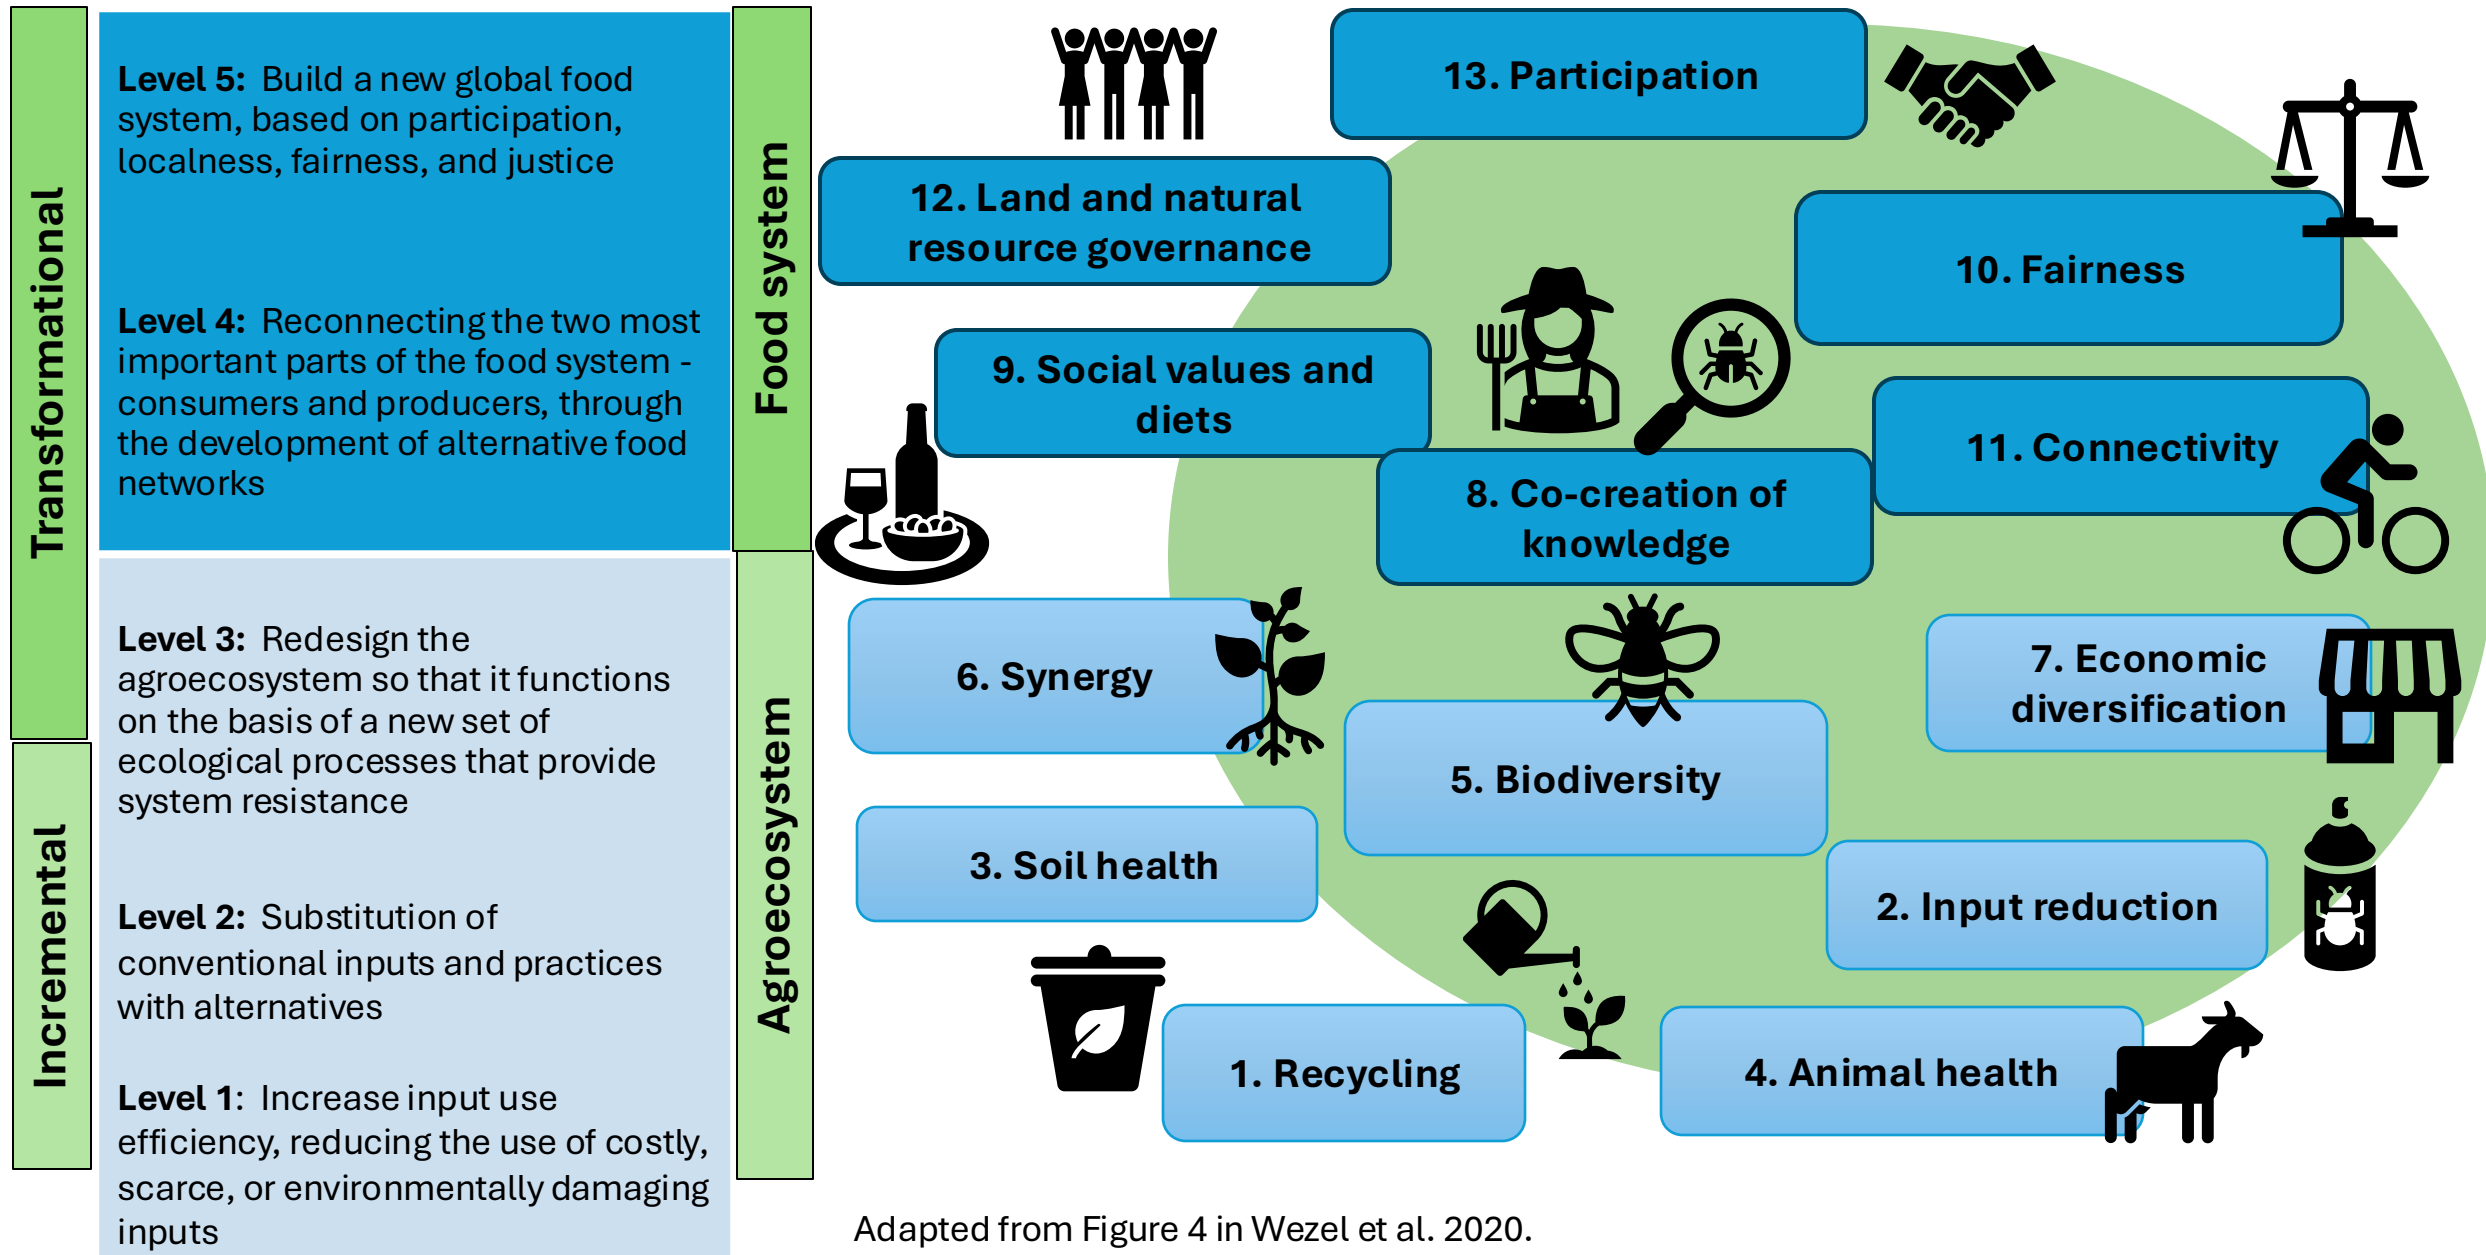 Transformational
Incremental
Level 5: Build a new global food
system, based on participation,
localness, fairness, and justice
Level 4: Reconnecting the two most
important parts of the food system -
consumers and producers, through
the development of alternative food
networks
Level 3: Redesign the
agroecosystem so that it functions
on the basis of a new set of
ecological processes that provide
system resistance
Level 2: Substitution of
conventional inputs and practices
with alternatives
Level 1: Increase input use
efficiency, reducing the use of costly,
scarce, or environmentally damaging
inputs
Food system
Agroecosystem
13. Participation
12. Land and natural
resource governance
10. Fairness
9. Social values and
diets
11. Connectivity
8. Co-creation of
knowledge
6. Synergy
7. Economic
diversification
5. Biodiversity
3. Soil health
2. Input reduction
1. Recycling
4. Animal health
Adapted from Figure 4 in Wezel et al. 2020.